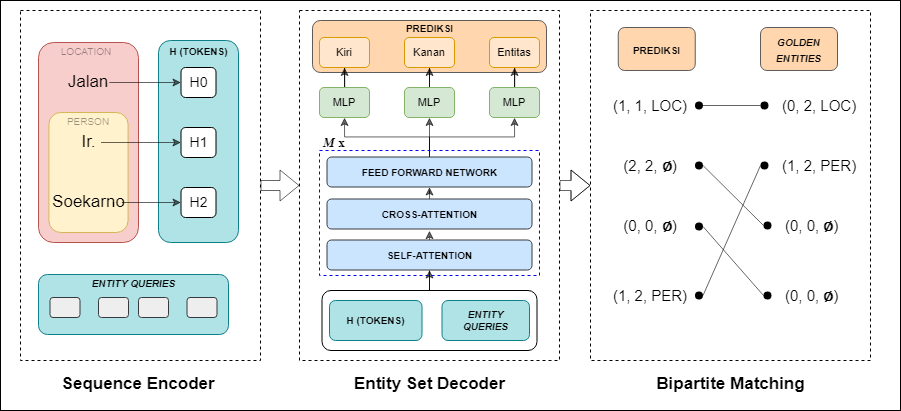 LOCATION
Jalan
PERSON
Ir.
Soekarno
H (TOKENS)
H0
H1
H2
ENTITY QUERIES
Sequence Encoder
PREDIKSI
Kiri
Kanan
Entitas
MLP
MLP
MLP
M x
FEED FORWARD NETWORK
CROSS-ATTENTION
SELF-ATTENTION
H (TOKENS)
ENTITY
QUERIES
Entity Set Decoder
PREDIKSI
GOLDEN
ENTITIES
(1, 1, LOC)
(0, 2, LOC)
(2, 2, ø)
(1, 2, PER)
(0, 0, ø)
(0, 0, ø)
(1, 2, PER)
(0, 0, ø)
Bipartite Matching